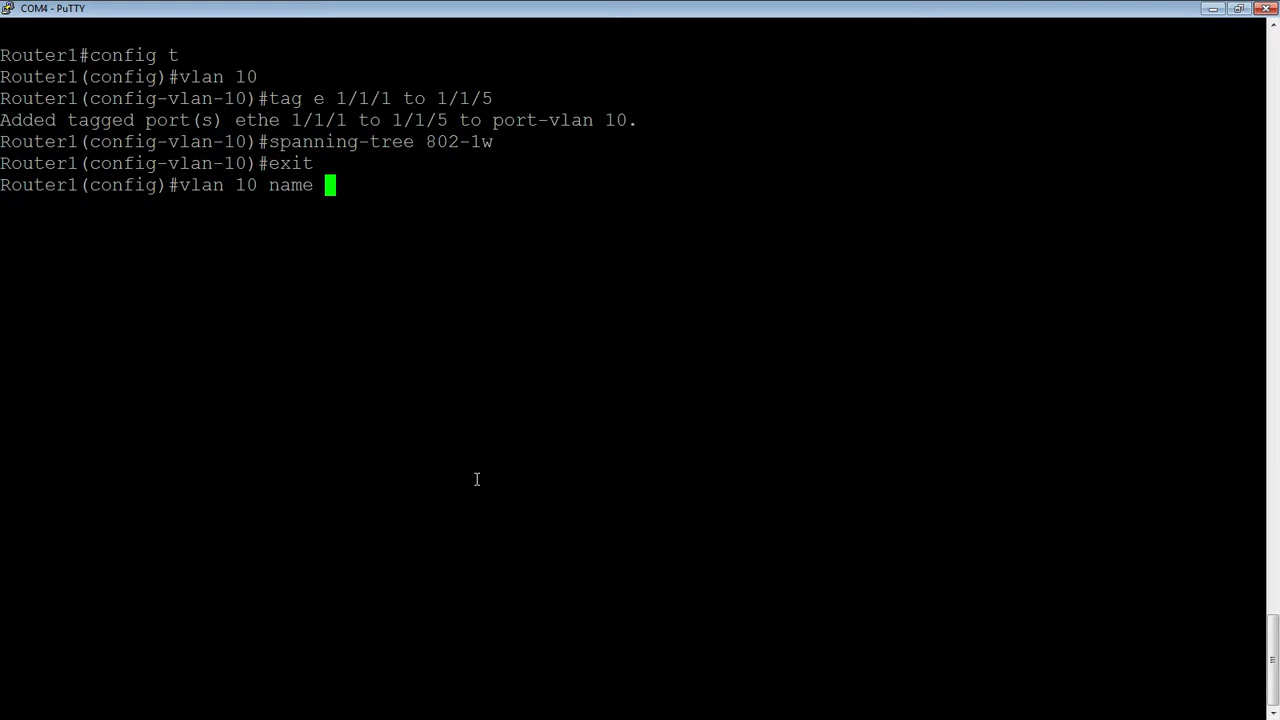 COM4 - PuTTY
Router1#config t
Router1(config)#vlan 10
Router1(config-vlan-10)#tag e 1/1/1 to 1/1/5
Added tagged port(s) ethe 1/1/1 to 1/1/5 to port-vlan 10.
Router1(config-vlan-10)#spanning-tree 802-1w
Router1(config-vlan-10)#exit
Router1(config)#vlan 10 name